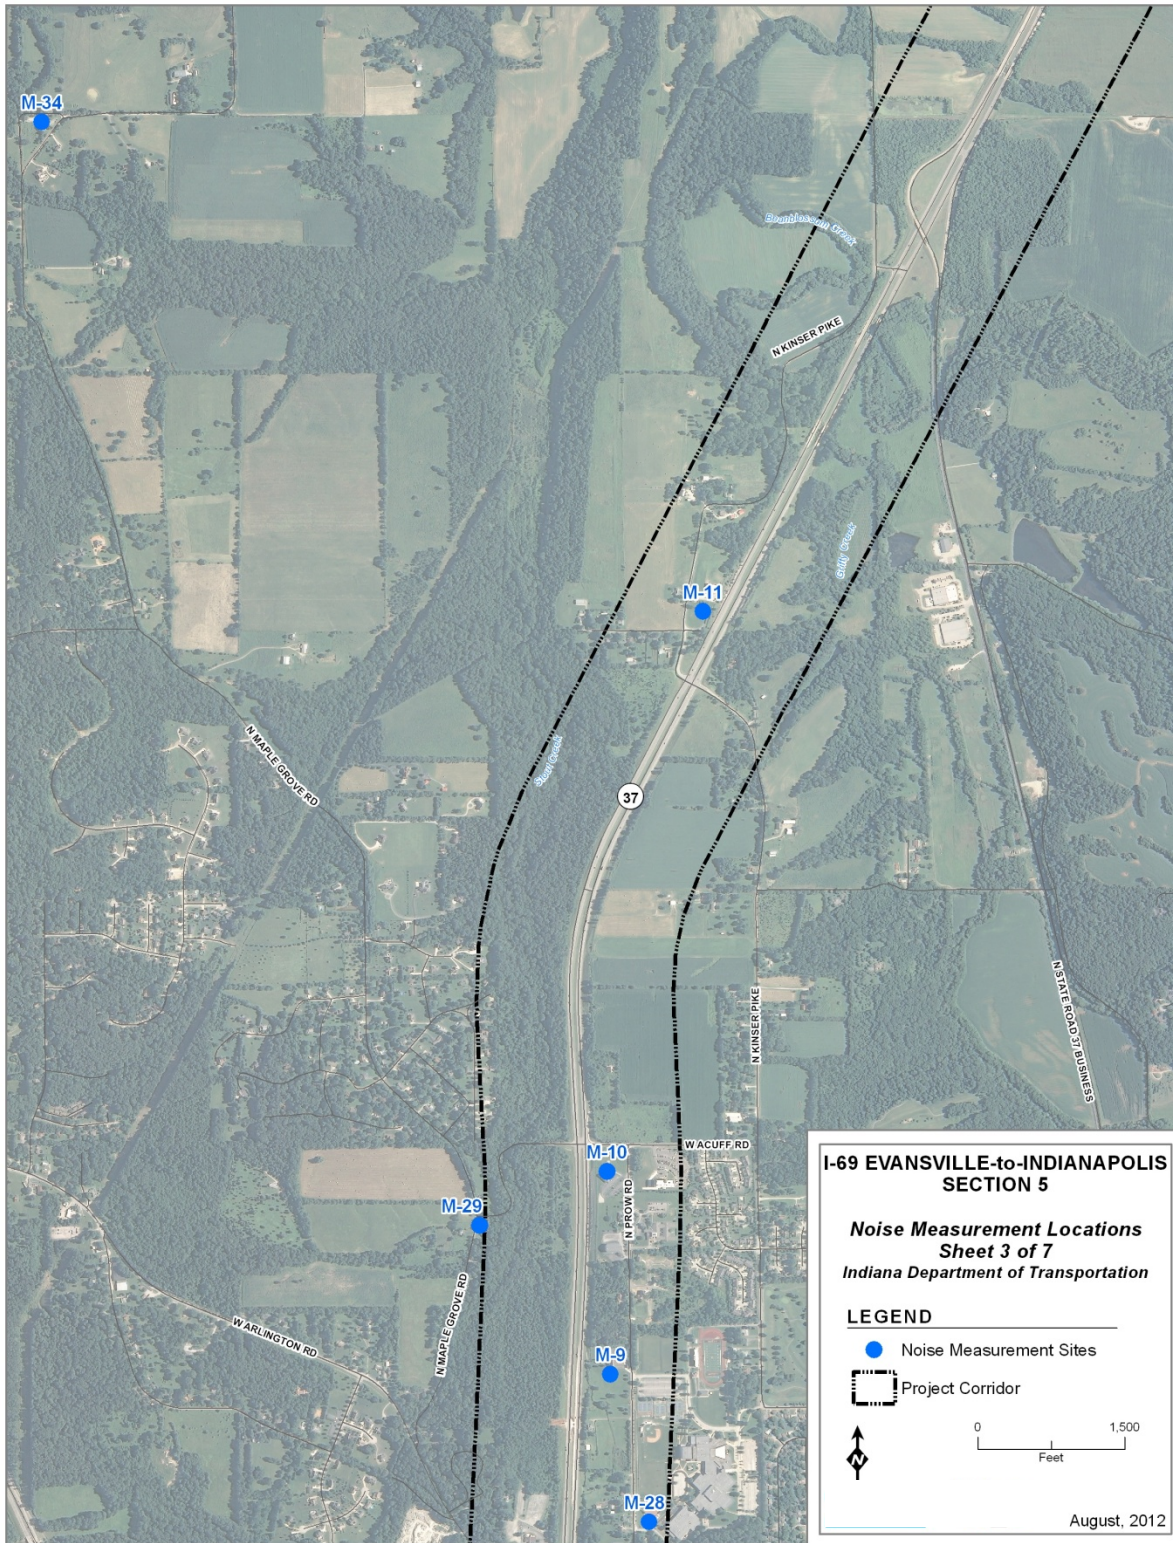 M-34
Beanblossom Creek
N KINSER PIKE
Griffy Creek
M-11
N MAPLE GROVE RD
Stout Creek
37
N KINSER PIKE
N STATE ROAD 37 BUSINESS
W ACUFF RD
M-10
N PROW RD
M-29
N MAPLE GROVE RD
W ARLINGTON RD
M-9
M-28
I-69 EVANSVILLE-to-INDIANAPOLIS
SECTION 5
Noise Measurement Locations
Sheet 3 of 7
Indiana Department of Transportation
LEGEND
Noise Measurement Sites
Project Corridor
N
0 1,500
Feet
August, 2012